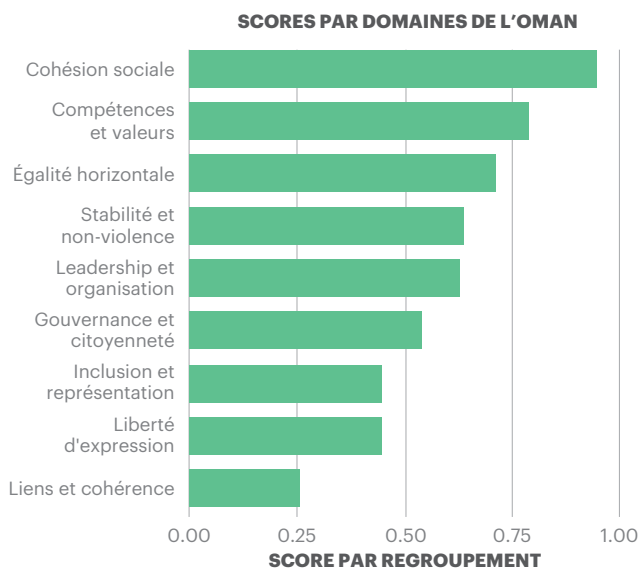 SCORES PAR DOMAINES DE L’OMAN
Cohésion sociale
Compétences
et valeurs
Égalité horizontale
Stabilité et
non-violence
Leadership et
organisation
Gouvernance et
citoyenneté
Inclusion et
représentation
Liberté
d'expression
Liens et cohérence
0.00 0.25 0.50 0.75 1.00
SCORE PAR REGROUPEMENT